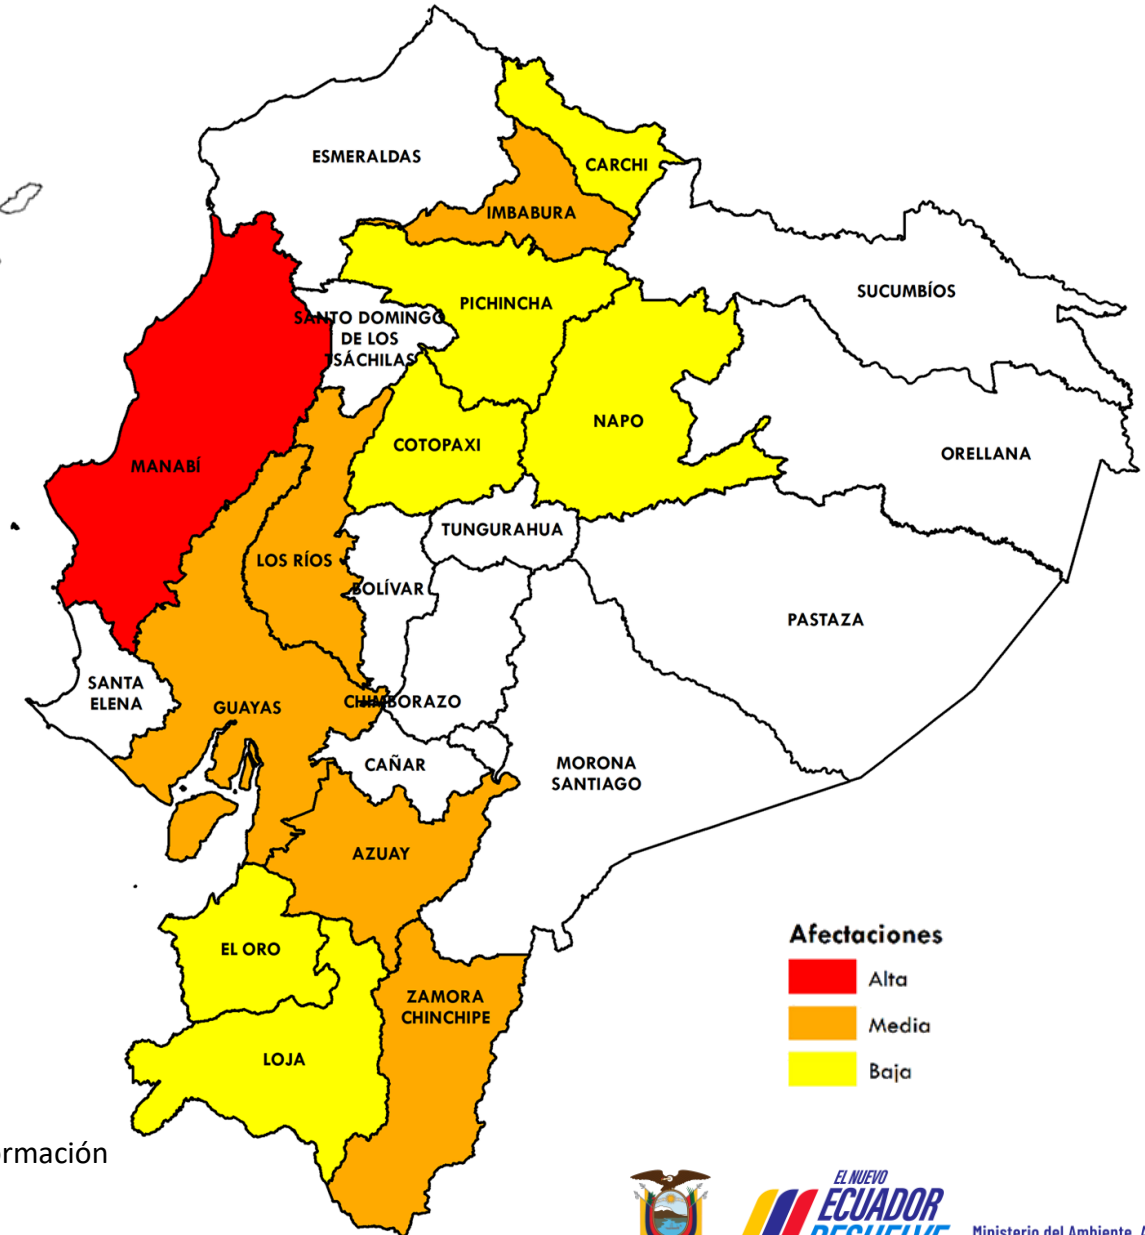 ESMERALDAS
CARCHI
IMBABURA
SUCUMBÍOS
PICHINCHA
SANTO DOMINGO
DE LOS
TSÁCHILAS
NAPO
COTOPAXI
ORELLANA
MANABÍ
TUNGURAHUA
LOS RÍOS
BOLÍVAR
PASTAZA
SANTA
ELENA
GUAYAS
CHIMBORAZO
CAÑAR
MORONA
SANTIAGO
AZUAY
Afectaciones
Alta
Media
Baja
EL ORO
ZAMORA
CHINCHIPE
LOJA
ormación
EL NUEVO
ECUADOR
RESUELVE
Ministerio del Ambiente, A